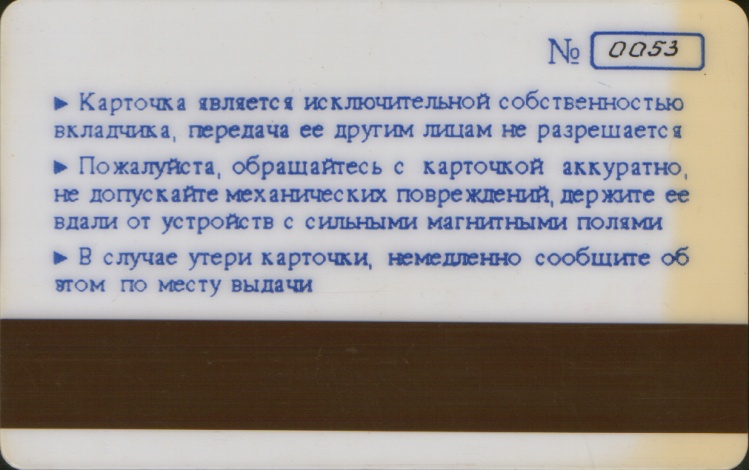 № 0053
► Карточка является исключительной собственностью
вкладчика, передача ее другим лицам не разрешается
► Пожалуйста, обращайтесь с карточкой аккуратно,
не допускайте механических повреждений, держите ее
вдали от устройств с сильными магнитными полями
► В случае утери карточки, немедленно сообщите об
этом по месту выдачи